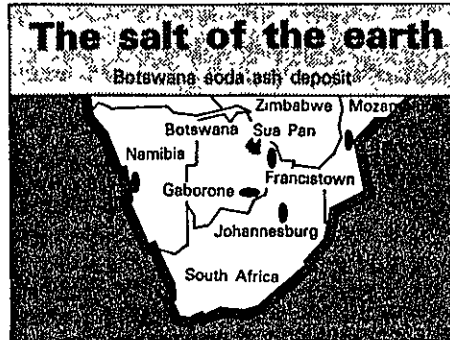 The salt of the earth
Botswana soda ash deposit
Zimbabwe
Botswana Sua Pan
Namibia
Francistown
Gaborone
Johannesburg
South Africa